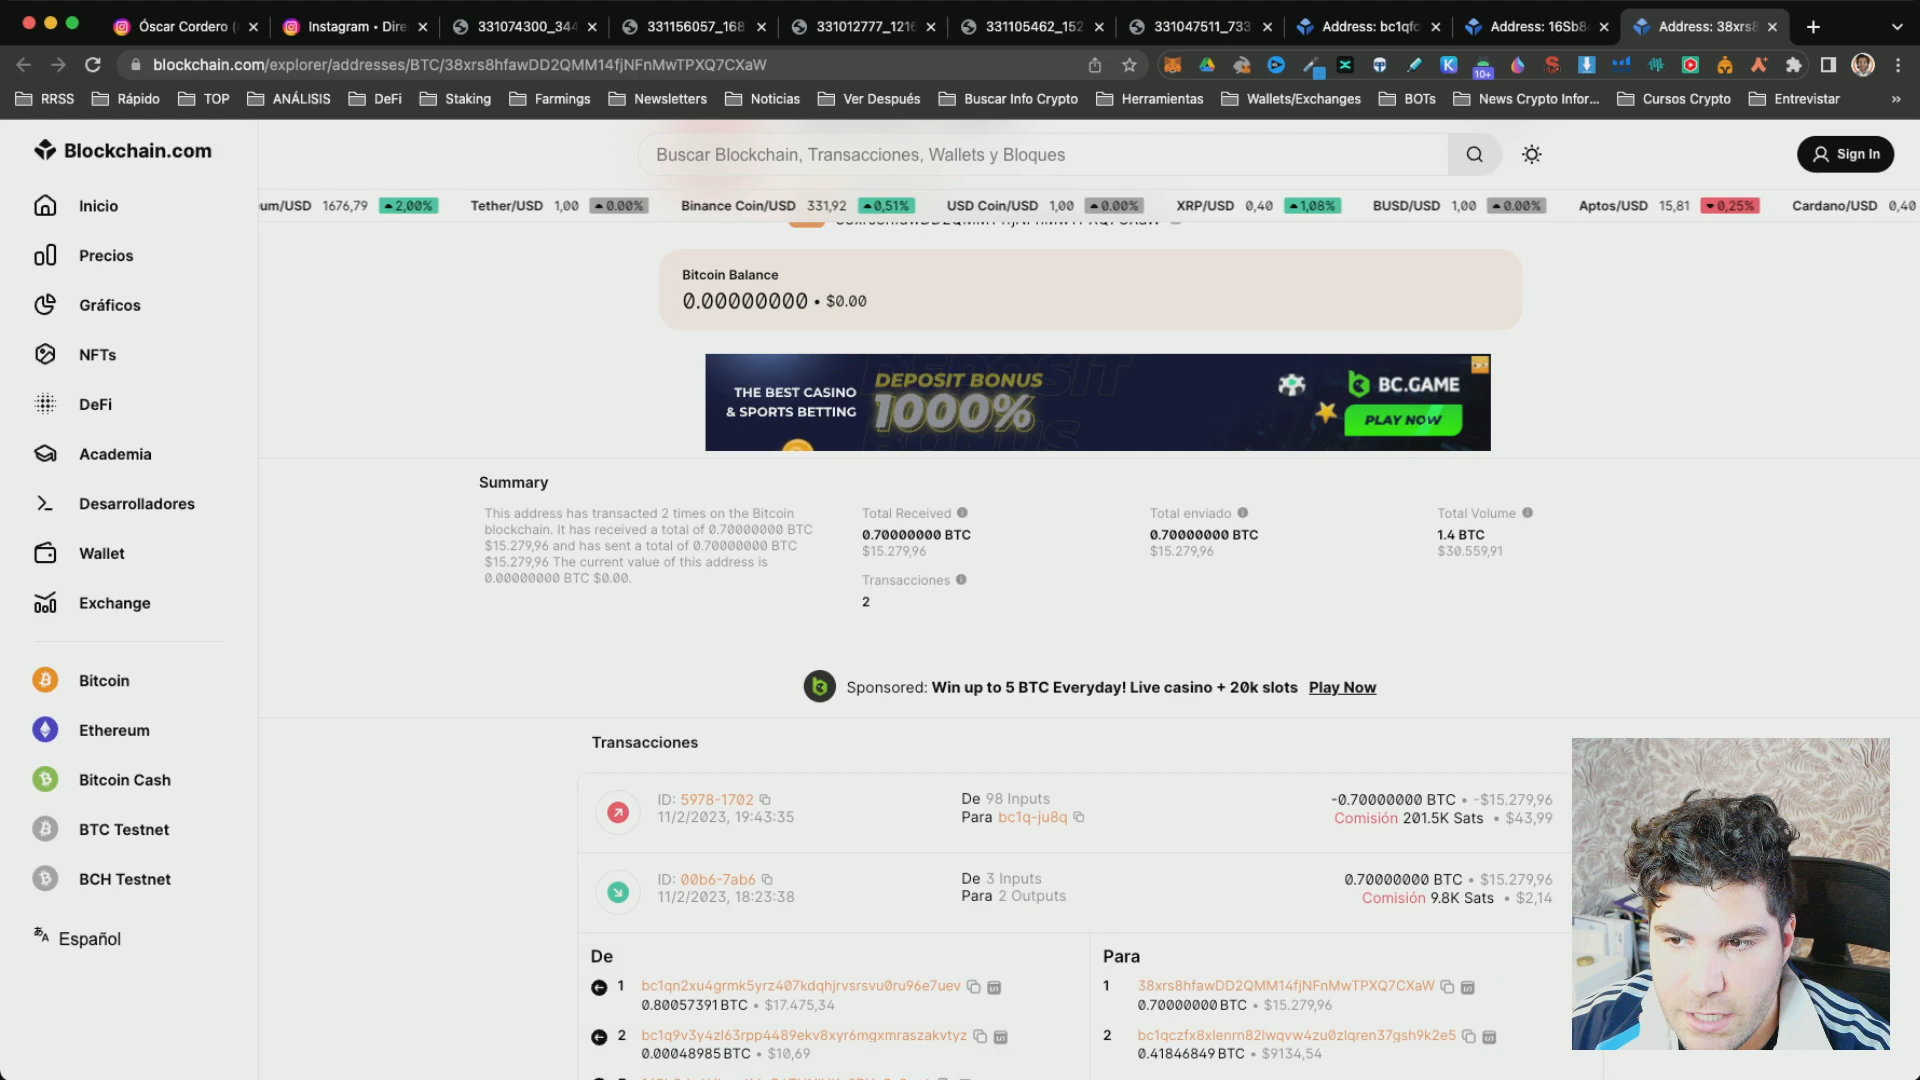 Óscar Cordero (
Instagram • Dire
331074300_344
331156057_168
331012777_1216
331105462_152
331047511_733
Address: bc1qfc
Address: 16Sb8
Address: 38xrs8
blockchain.com/explorer/addresses/BTC/38xrs8hfawDD2QMM14fjNFnMwTPXQ7CXaW
10+
RRSS
Rápido
TOP
ANÁLISIS
DeFi
Staking
Farmings
Newsletters
Noticias
Ver Después
Buscar Info Crypto
Herramientas
Wallets/Exchanges
BOTs
News Crypto Infor...
Cursos Crypto
Entrevistar
»
Blockchain.com
Buscar Blockchain, Transacciones, Wallets y Bloques
Sign In
um/USD 1676,79 2,00% Tether/USD 1,00 0.00% Binance Coin/USD 331,92 0,51% USD Coin/USD 1,00 0.00% XRP/USD 0,40 1,08% BUSD/USD 1,00 0.00% Aptos/USD 15,81 0,25% Cardano/USD 0,40
Inicio
Precios
Gráficos
NFTs
DeFi
Academia
Desarrolladores
Wallet
Exchange
Bitcoin
Ethereum
Bitcoin Cash
BTC Testnet
BCH Testnet
Español
Bitcoin Balance
0.00000000 • $0.00
THE BEST CASINO
& SPORTS BETTING
DEPOSIT BONUS
1000%
BC.GAME
PLAY NOW
Summary
This address has transacted 2 times on the Bitcoin
blockchain. It has received a total of 0.70000000 BTC
$15.279,96 and has sent a total of 0.70000000 BTC
$15.279,96 The current value of this address is
0.00000000 BTC $0.00.
Total Received
0.70000000 BTC
$15.279,96
Total enviado
0.70000000 BTC
$15.279,96
Total Volume
1.4 BTC
$30.559,91
Transacciones
2
Sponsored: Win up to 5 BTC Everyday! Live casino + 20k slots Play Now
Transacciones
ID: 5978-1702
11/2/2023, 19:43:35
De 98 Inputs
Para bc1q-ju8q
-0.70000000 BTC • -$15.279,96
Comisión 201.5K Sats • $43,99
ID: 00b6-7ab6
11/2/2023, 18:23:38
De 3 Inputs
Para 2 Outputs
0.70000000 BTC • $15.279,96
Comisión 9.8K Sats • $2,14
De
1 bc1qn2xu4grmk5yrz407kdqhjrvsrsvu0ru96e7uev
0.80057391 BTC • $17.475,34
2 bc1q9v3y4zl63rpp4489ekv8xyr6mgxmraszakvtyz
0.00048985 BTC • $10,69
Para
1 38xrs8hfawDD2QMM14fjNFnMwTPXQ7CXaW
0.70000000 BTC • $15.279,96
2 bc1qczfx8xlenrn82lwqvw4zu0zlqren37gsh9k2e5
0.41846849 BTC • $9134,54